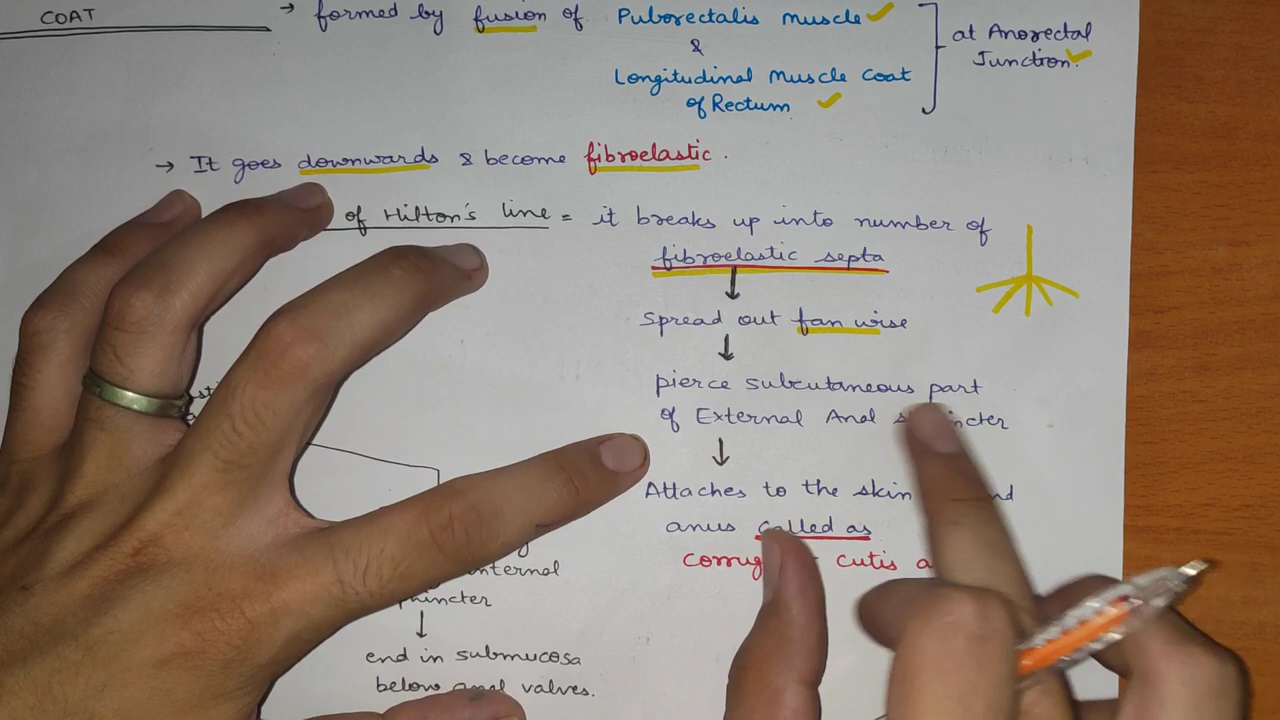 COAT
→ formed by fusion of Puborectalis Muscle
&
Longitudinal Muscle Coat
of Rectum
at Anorectal
Junction.
→ It goes downwards & become fibroelastic.
of Hilton's line = it breaks up into number of
fibroelastic septa
↓
Spread out fan wise
↓
pierce subcutaneous part
of External Anal
↓
Attaches to the skin
anus called as
cutis
internal
↓
end in submucosa
below anal valves.